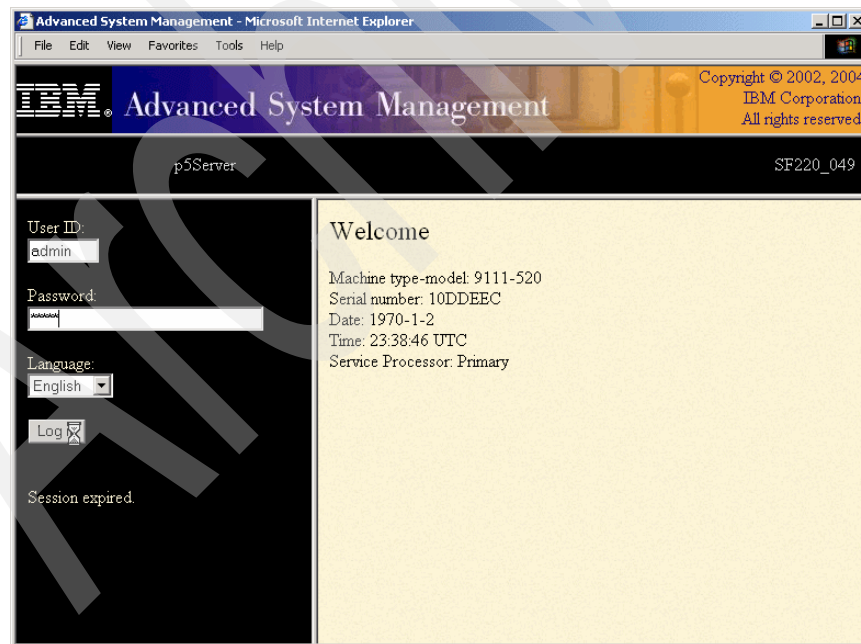 Advanced System Management - Microsoft Internet Explorer
File Edit View Favorites Tools Help
IBM. Advanced System Management
Copyright © 2002, 2004
IBM Corporation
All rights reserved
p5Server
SF220_049
User ID:
admin
Password:
*****
Language:
English
Log
Session expired.
Welcome
Machine type-model: 9111-520
Serial number: 10DDEEC
Date: 1970-1-2
Time: 23:38:46 UTC
Service Processor: Primary